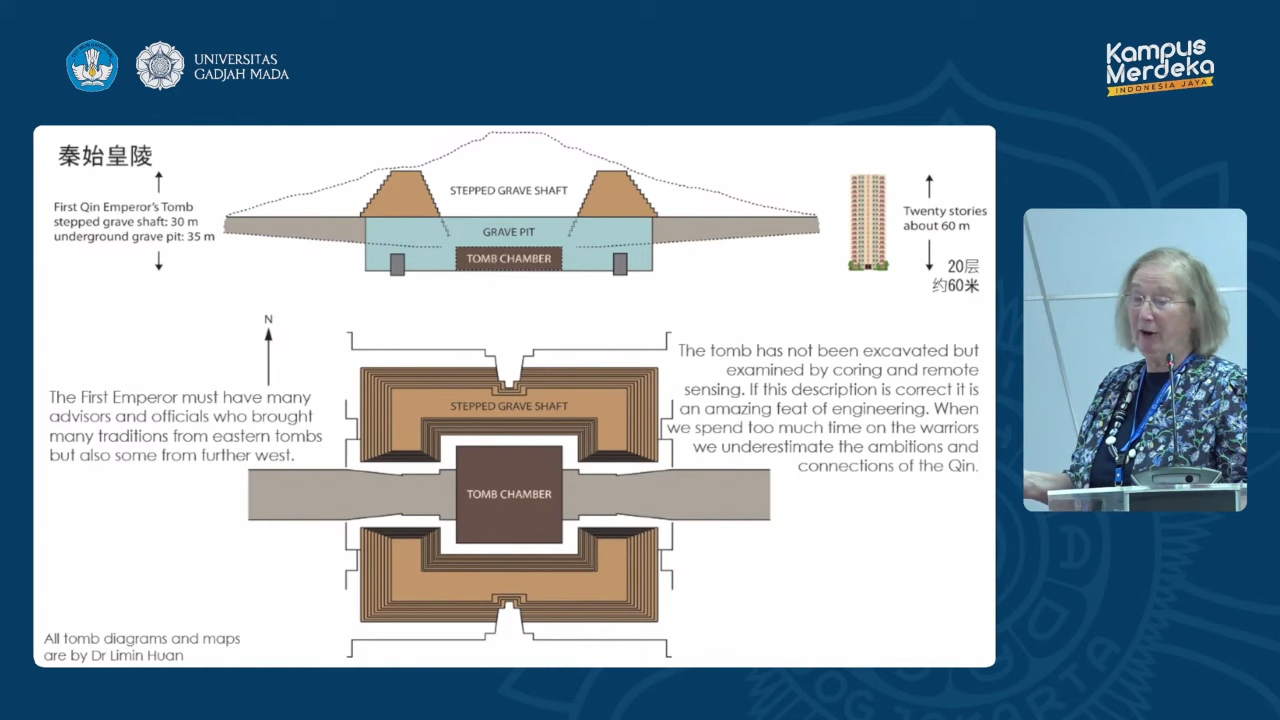 UNIVERSITAS
GADJAH MADA
Kampus
Merdeka
INDONESIA JAYA
秦始皇陵
First Qin Emperor's Tomb
stepped grave shaft: 30 m
underground grave pit: 35 m
STEPPED GRAVE SHAFT
GRAVE PIT
TOMB CHAMBER
Twenty stories
about 60 m
20层
约60米
N
The First Emperor must have many
advisors and officials who brought
many traditions from eastern tombs
but also some from further west.
STEPPED GRAVE SHAFT
TOMB CHAMBER
The tomb has not been excavated but
examined by coring and remote
sensing. If this description is correct it is
an amazing feat of engineering. When
we spend too much time on the warriors
we underestimate the ambitions and
connections of the Qin.
All tomb diagrams and maps
are by Dr Limin Huan